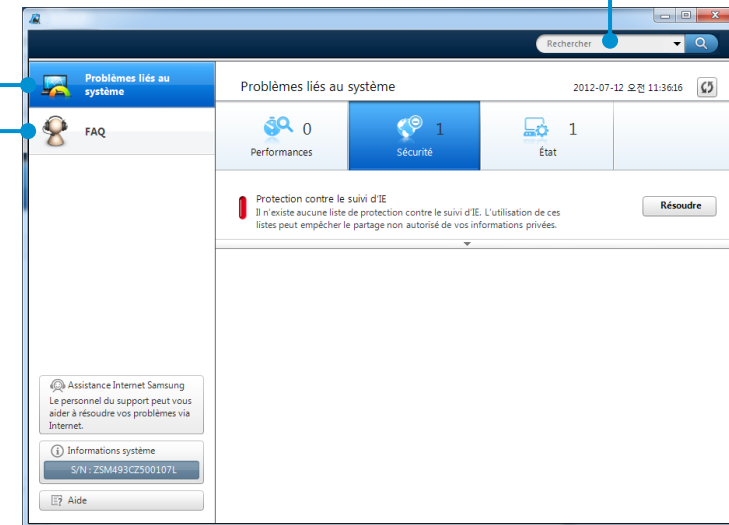 Rechercher
Problèmes liés au
système
FAQ
Problèmes liés au système
2012-07-12 오전 11:36:16
0
Performances
1
Sécurité
1
État
Protection contre le suivi d'IE
Il n'existe aucune liste de protection contre le suivi d'IE. L'utilisation de ces
listes peut empêcher le partage non autorisé de vos informations privées.
Résoudre
Assistance Internet Samsung
Le personnel du support peut vous
aider à résoudre vos problèmes via
Internet.
Informations système
S/N : ZSM493CZ500107L
Aide